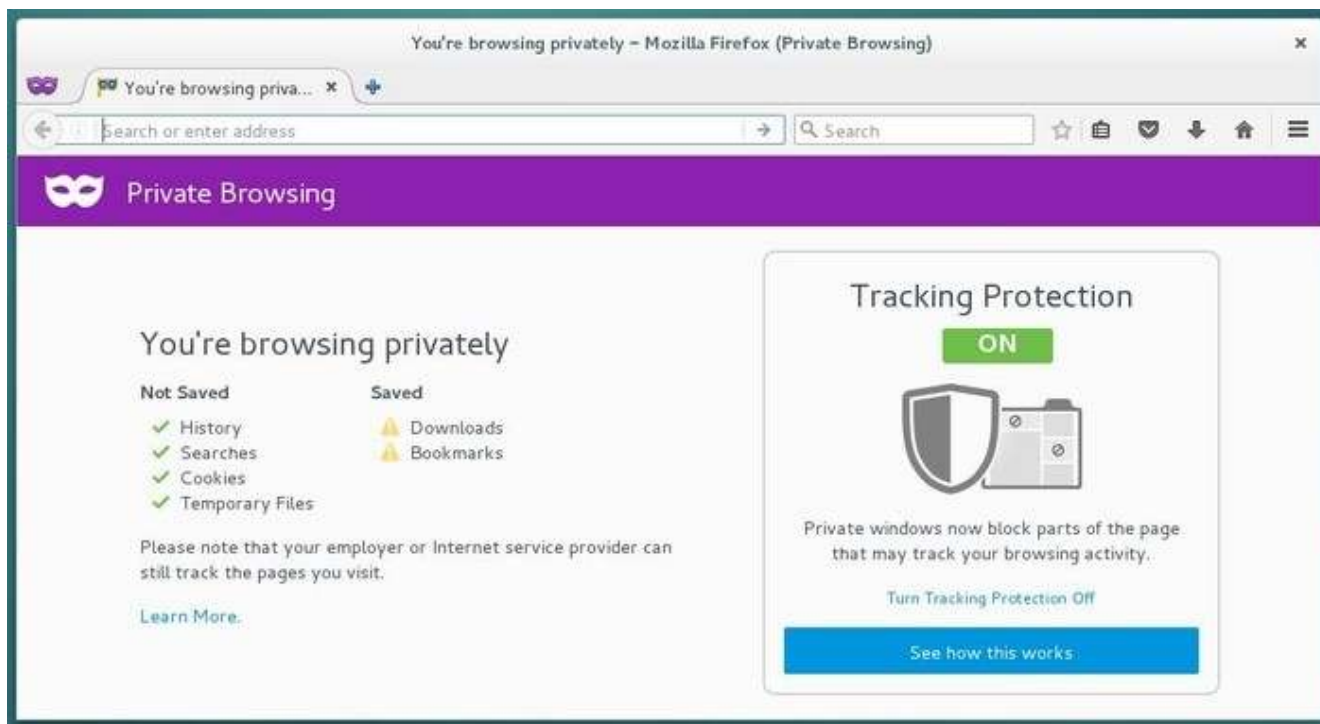 You're browsing privately – Mozilla Firefox (Private Browsing)
You're browsing priva...
Search or enter address
Search
Private Browsing
You're browsing privately
Not Saved
Saved
History
Downloads
Searches
Bookmarks
Cookies
Temporary Files
Please note that your employer or Internet service provider can
still track the pages you visit.
Learn More.
Tracking Protection
ON
Private windows now block parts of the page
that may track your browsing activity.
Turn Tracking Protection Off
See how this works